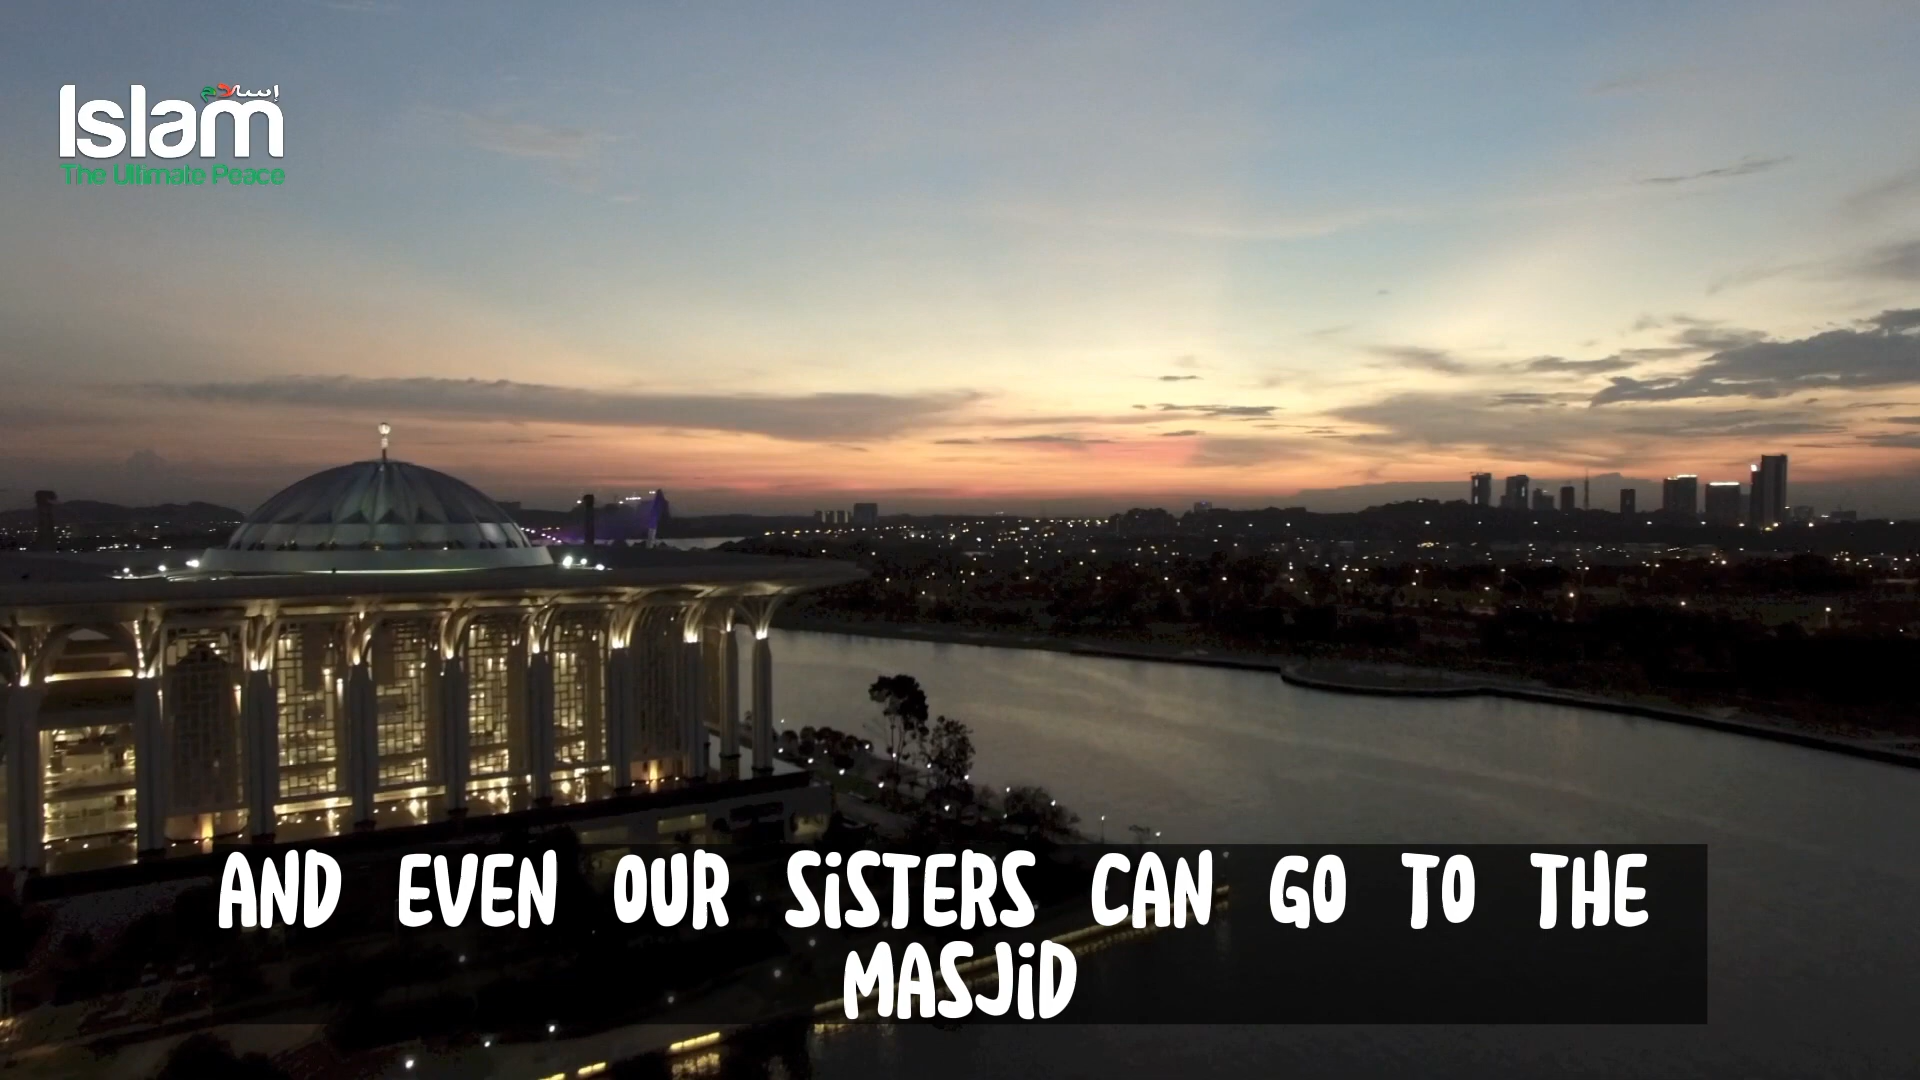 إسلام
Islam
The Ultimate Peace
AND EVEN OUR SISTERS CAN GO TO THE
MASJID